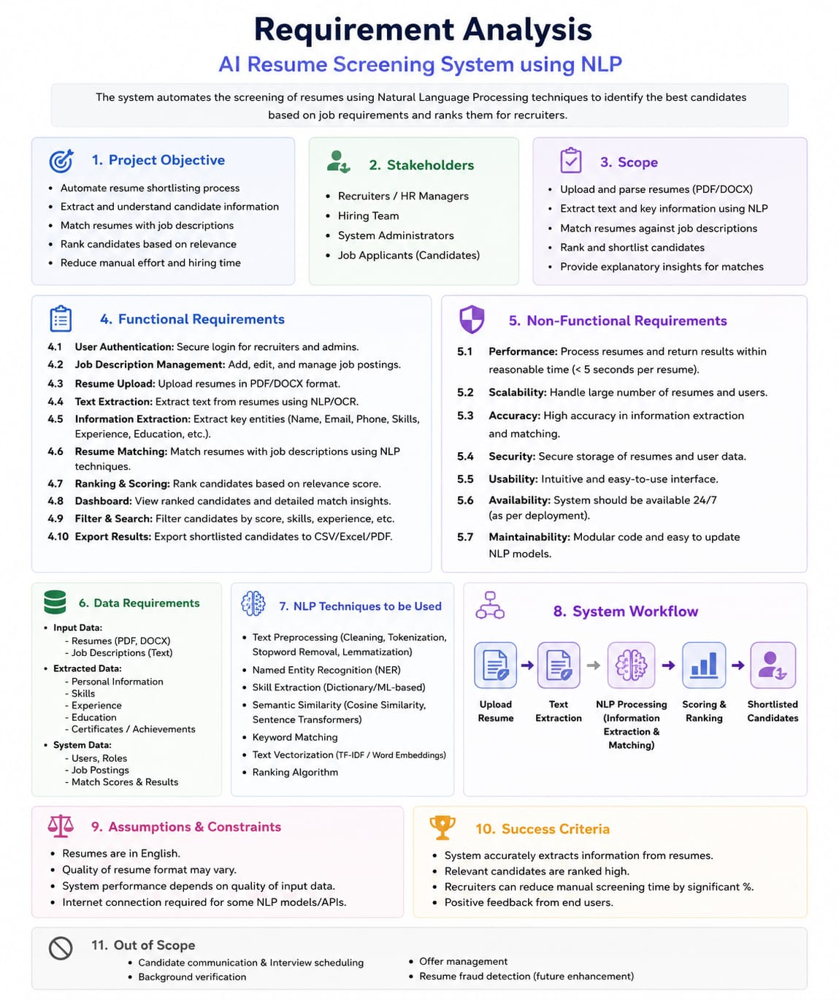 Requirement Analysis
AI Resume Screening System using NLP
The system automates the screening of resumes using Natural Language Processing techniques to identify the best candidates
based on job requirements and ranks them for recruiters.
1. Project Objective
• Automate resume shortlisting process
• Extract and understand candidate information
• Match resumes with job descriptions
• Rank candidates based on relevance
• Reduce manual effort and hiring time
2. Stakeholders
• Recruiters / HR Managers
• Hiring Team
• System Administrators
• Job Applicants (Candidates)
3. Scope
• Upload and parse resumes (PDF/DOCX)
• Extract text and key information using NLP
• Match resumes against job descriptions
• Rank and shortlist candidates
• Provide explanatory insights for matches
4. Functional Requirements
4.1 User Authentication: Secure login for recruiters and admins.
4.2 Job Description Management: Add, edit, and manage job postings.
4.3 Resume Upload: Upload resumes in PDF/DOCX format.
4.4 Text Extraction: Extract text from resumes using NLP/OCR.
4.5 Information Extraction: Extract key entities (Name, Email, Phone, Skills,
Experience, Education, etc.).
4.6 Resume Matching: Match resumes with job descriptions using NLP
techniques.
4.7 Ranking & Scoring: Rank candidates based on relevance score.
4.8 Dashboard: View ranked candidates and detailed match insights.
4.9 Filter & Search: Filter candidates by score, skills, experience, etc.
4.10 Export Results: Export shortlisted candidates to CSV/Excel/PDF.
5. Non-Functional Requirements
5.1 Performance: Process resumes and return results within
reasonable time (< 5 seconds per resume).
5.2 Scalability: Handle large number of resumes and users.
5.3 Accuracy: High accuracy in information extraction
and matching.
5.4 Security: Secure storage of resumes and user data.
5.5 Usability: Intuitive and easy-to-use interface.
5.6 Availability: System should be available 24/7
(as per deployment).
5.7 Maintainability: Modular code and easy to update
NLP models.
6. Data Requirements
• Input Data:
- Resumes (PDF, DOCX)
- Job Descriptions (Text)
• Extracted Data:
- Personal Information
- Skills
- Experience
- Education
- Certificates / Achievements
• System Data:
- Users, Roles
- Job Postings
- Match Scores & Results
7. NLP Techniques to be Used
• Text Preprocessing (Cleaning, Tokenization,
Stopword Removal, Lemmatization)
• Named Entity Recognition (NER)
• Skill Extraction (Dictionary/ML-based)
• Semantic Similarity (Cosine Similarity,
Sentence Transformers)
• Keyword Matching
• Text Vectorization (TF-IDF / Word Embeddings)
• Ranking Algorithm
8. System Workflow
Upload
Resume
Text
Extraction
NLP Processing
(Information
Extraction &
Matching)
Scoring &
Ranking
Shortlisted
Candidates
9. Assumptions & Constraints
• Resumes are in English.
• Quality of resume format may vary.
• System performance depends on quality of input data.
• Internet connection required for some NLP models/APIs.
10. Success Criteria
• System accurately extracts information from resumes.
• Relevant candidates are ranked high.
• Recruiters can reduce manual screening time by significant %.
• Positive feedback from end users.
11. Out of Scope
• Candidate communication & Interview scheduling
• Background verification
• Offer management
• Resume fraud detection (future enhancement)